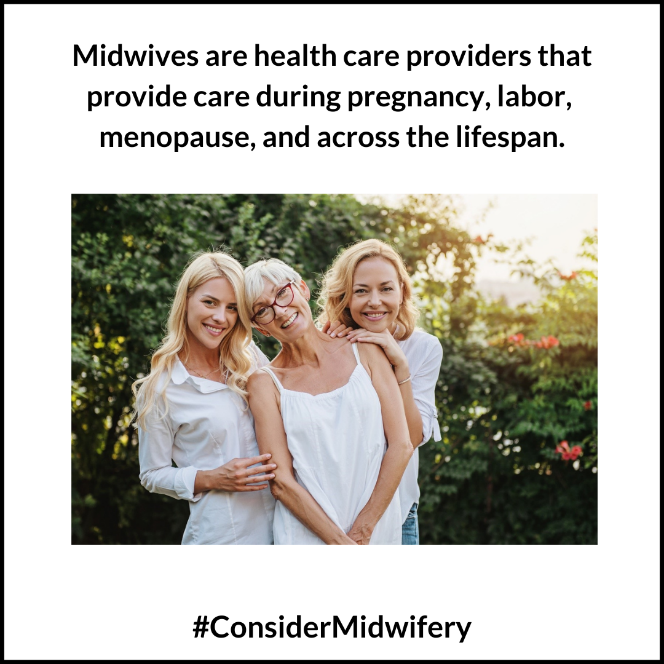 Midwives are health care providers that
provide care during pregnancy, labor,
menopause, and across the lifespan.
#ConsiderMidwifery